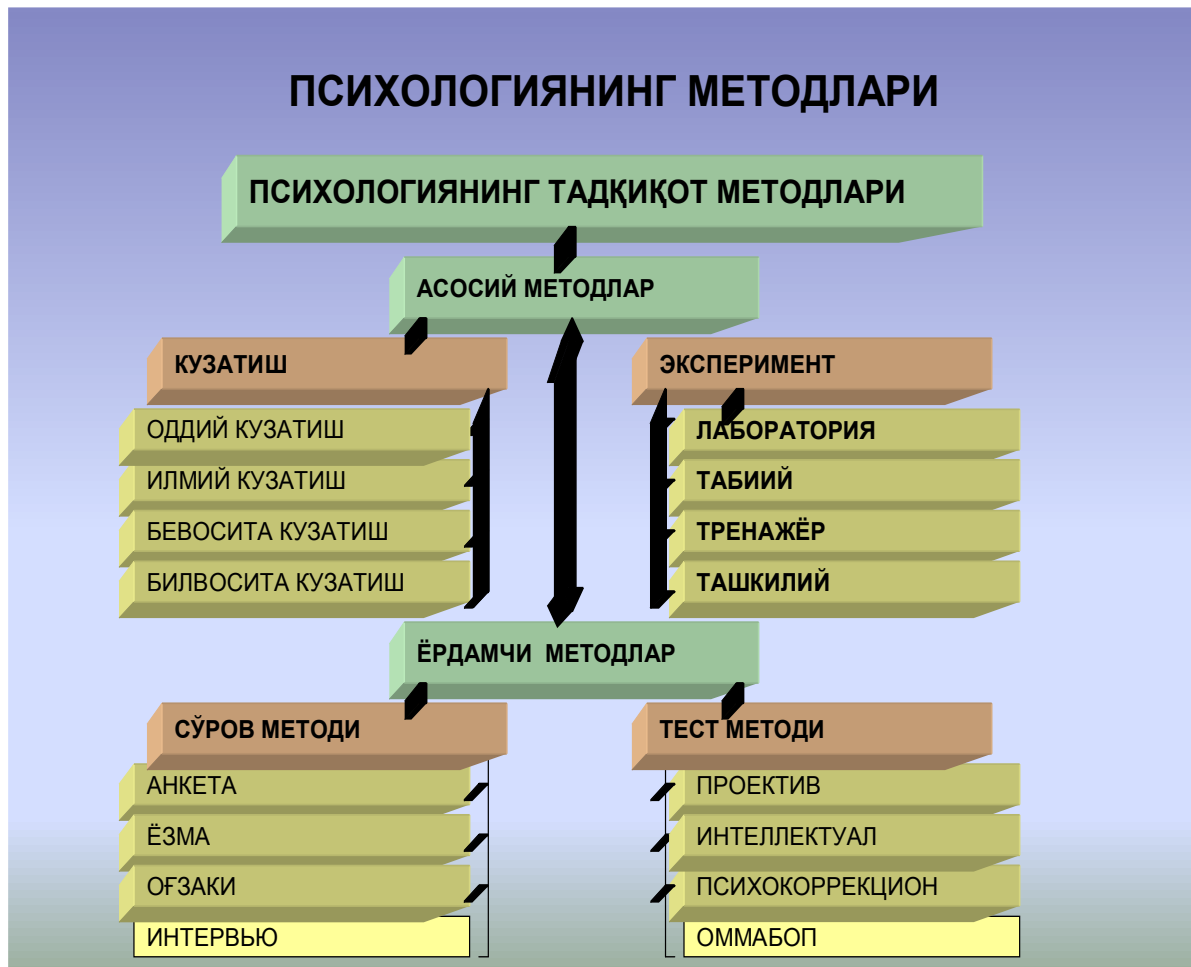 ПСИХОЛОГИЯНИНГ МЕТОДЛАРИ
ПСИХОЛОГИЯНИНГ ТАДҚИҚОТ МЕТОДЛАРИ
АСОСИЙ МЕТОДЛАР
КУЗАТИШ
ОДДИЙ КУЗАТИШ
ИЛМИЙ КУЗАТИШ
БЕВОСИТА КУЗАТИШ
БИЛВОСИТА КУЗАТИШ
ЭКСПЕРИМЕНТ
ЛАБОРАТОРИЯ
ТАБИИЙ
ТРЕНАЖЁР
ТАШКИЛИЙ
ЁРДАМЧИ МЕТОДЛАР
СЎРОВ МЕТОДИ
АНКЕТА
ЁЗМА
ОҒЗАКИ
ИНТЕРВЬЮ
ТЕСТ МЕТОДИ
ПРОЕКТИВ
ИНТЕЛЛЕКТУАЛ
ПСИХОКОРРЕКЦИОН
ОММАБОП